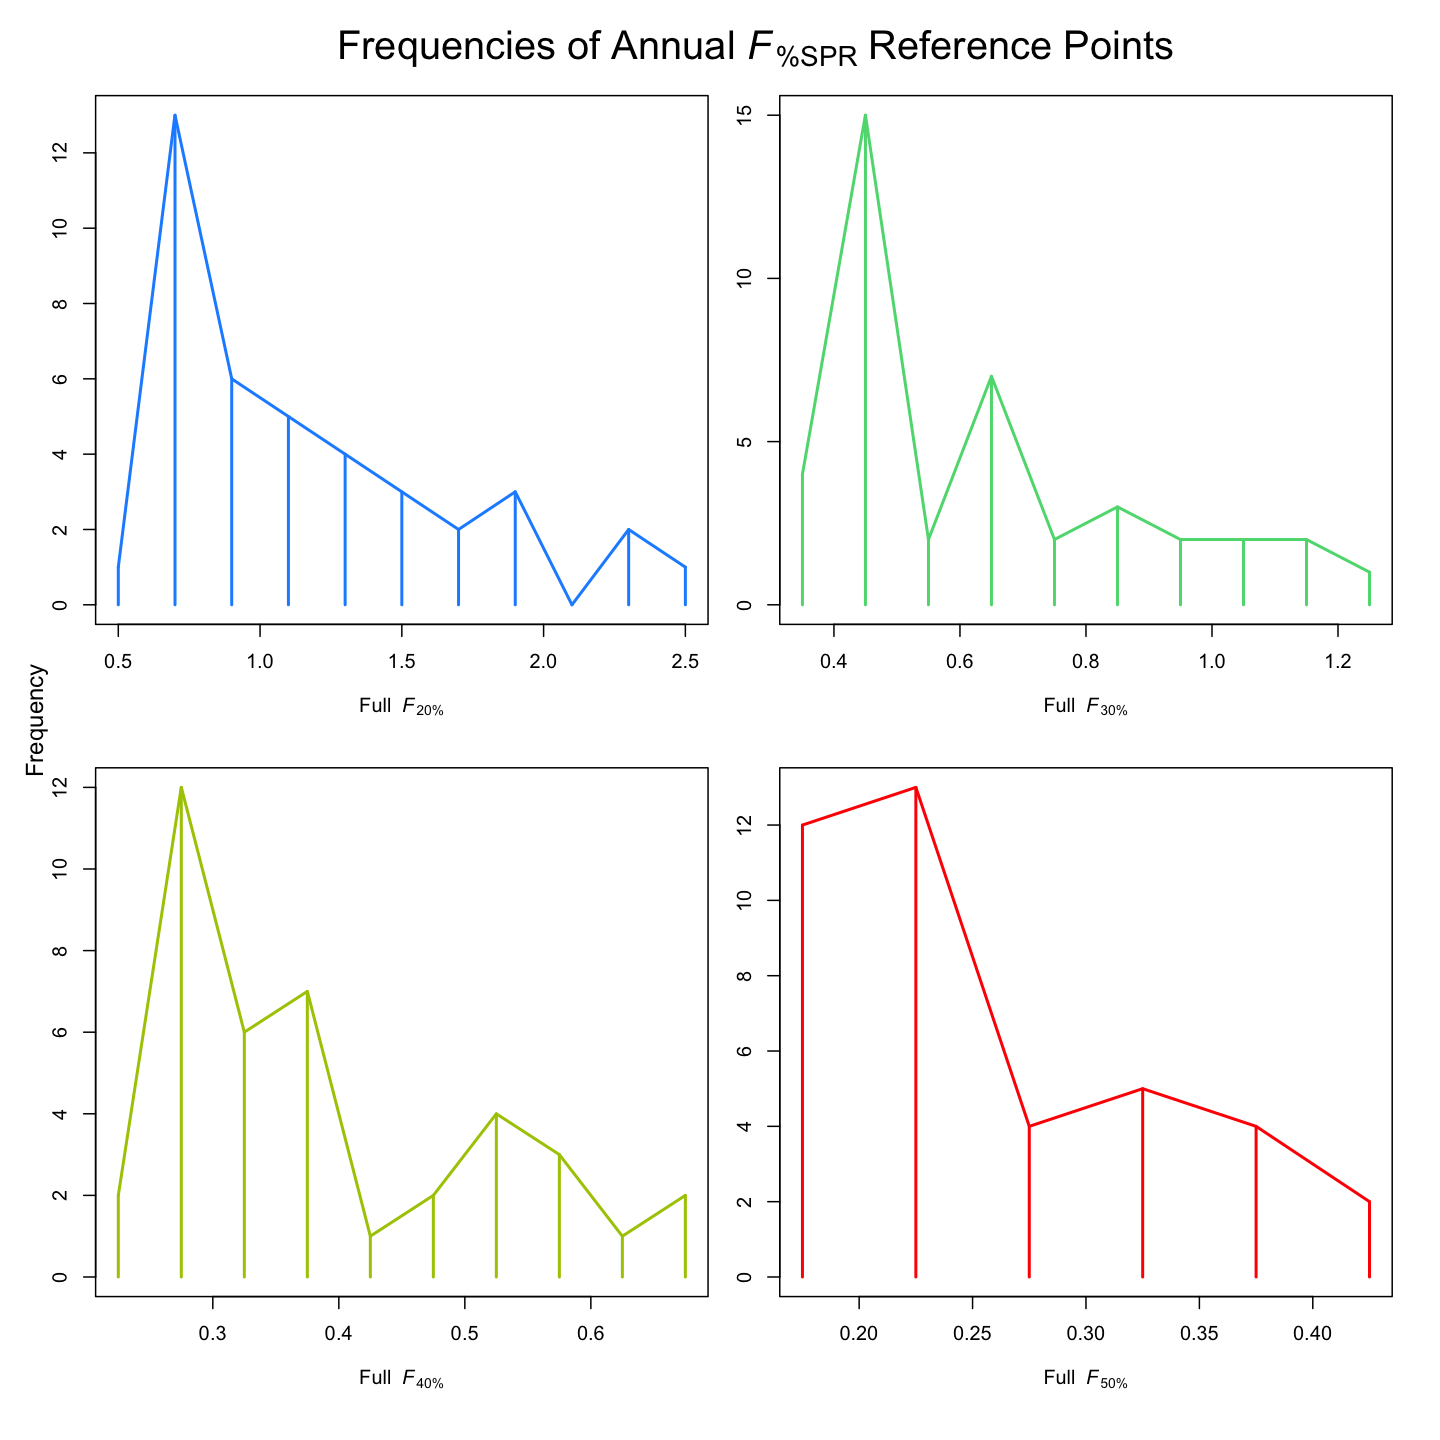 Frequencies of Annual F%SPR Reference Points
Frequency
0 2 4 6 8 10 12
0.5 1.0 1.5 2.0 2.5
Full F20%
0 5 10 15
0.4 0.6 0.8 1.0 1.2
Full F30%
0 2 4 6 8 10 12
0.3 0.4 0.5 0.6
Full F40%
0 2 4 6 8 10 12
0.20 0.25 0.30 0.35 0.40
Full F50%